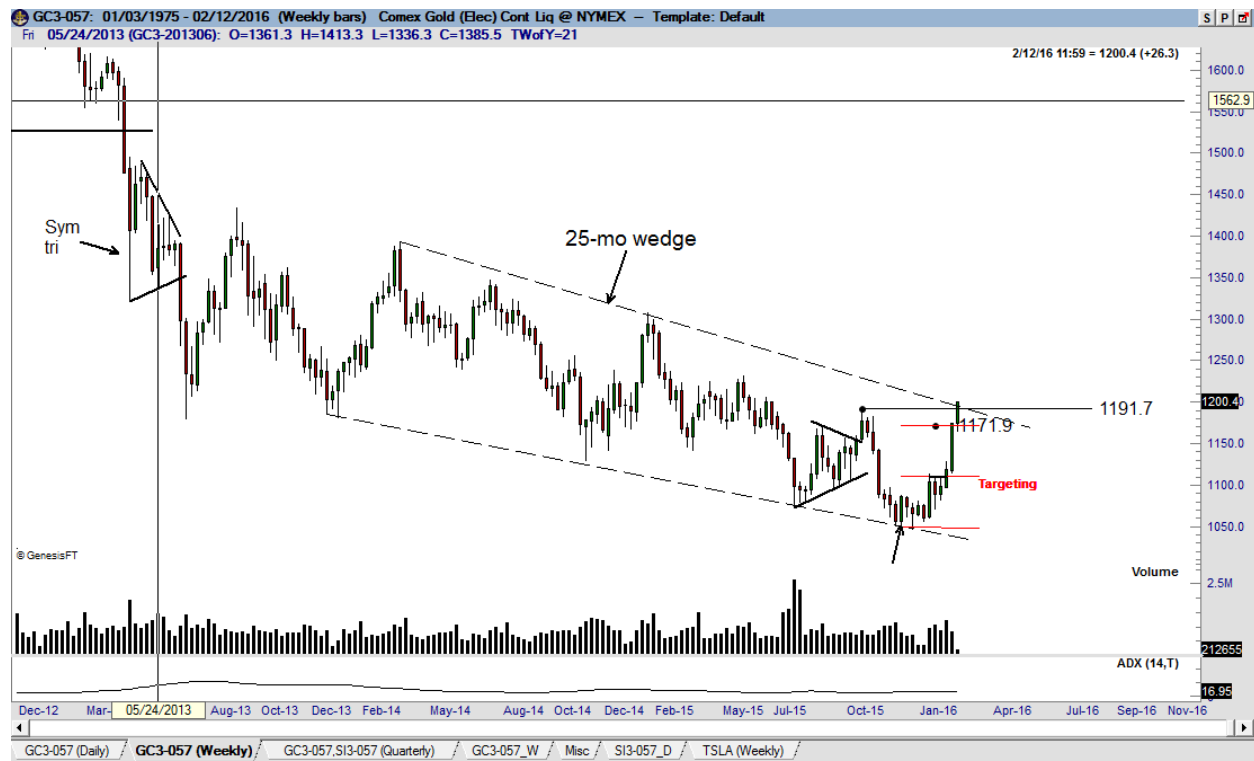 GC3-057: 01/03/1975 - 02/12/2016 (Weekly bars) Comex Gold (Elec) Cont Liq @ NYMEX – Template: Default
S P
Fri 05/24/2013 (GC3-201306): O=1361.3 H=1413.3 L=1336.3 C=1385.5 TWofY=21
2/12/16 11:59 = 1200.4 (+26.3)
1600.0
1562.9
1550.0
1500.0
1450.0
Sym
tri
25-mo wedge
1400.0
1350.0
1300.0
1250.0
1200.40
1191.7
1171.9
1150.0
1100.0
Targeting
1050.0
© GenesisFT
Volume
2.5M
212655
ADX (14,T)
16.95
Dec-12 Mar- 05/24/2013 Aug-13 Oct-13 Dec-13 Feb-14 May-14 Aug-14 Oct-14 Dec-14 Feb-15 May-15 Jul-15 Oct-15 Jan-16 Apr-16 Jul-16 Sep-16 Nov-16
GC3-057 (Daily) GC3-057 (Weekly) GC3-057,SI3-057 (Quarterly) GC3-057_W Misc SI3-057_D TSLA (Weekly)